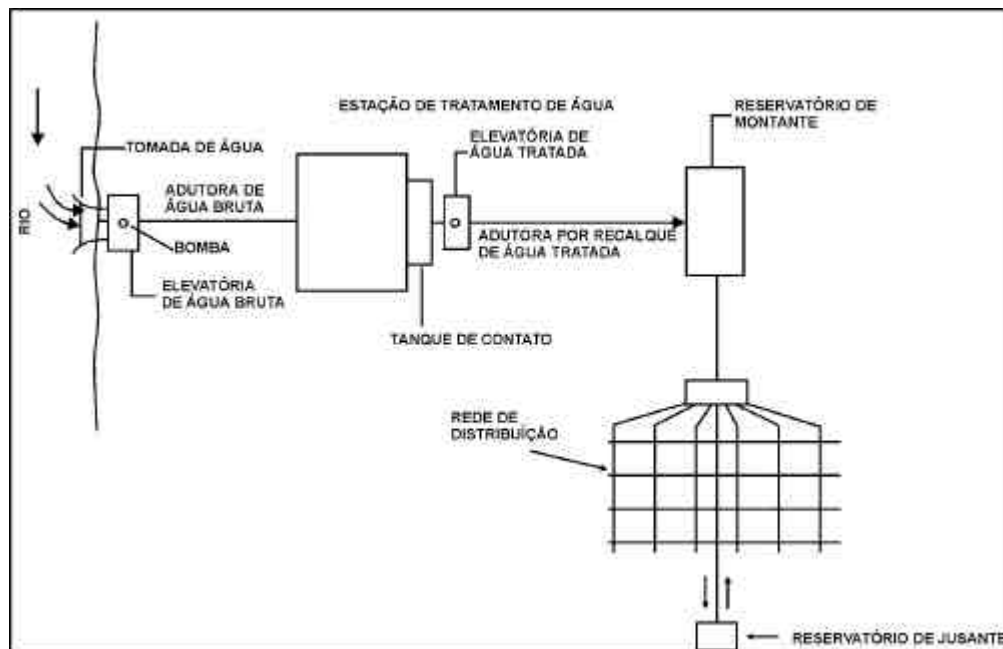 ESTAÇÃO DE TRATAMENTO DE ÁGUA
RESERVATÓRIO DE
MONTANTE
TOMADA DE ÁGUA
ELEVATÓRIA DE
ÁGUA TRATADA
ADUTORA DE
ÁGUA BRUTA
RIO
BOMBA
ADUTORA POR RECALQUE
DE ÁGUA TRATADA
ELEVATÓRIA
DE ÁGUA BRUTA
TANQUE DE CONTATO
REDE DE
DISTRIBUÍÇÃO
RESERVATÓRIO DE JUSANTE